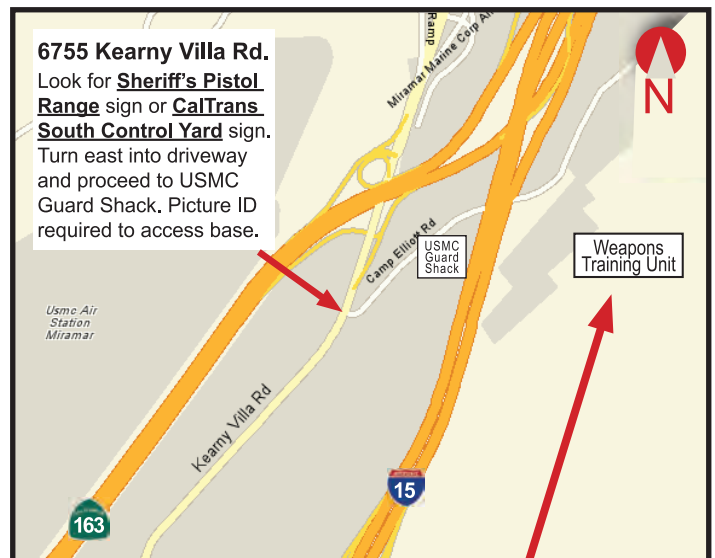 6755 Kearny Villa Rd.
Look for Sheriff's Pistol
Range sign or CalTrans
South Control Yard sign.
Turn east into driveway
and proceed to USMC
Guard Shack. Picture ID
required to access base.
Ramp
Miramar Marine Corp Air
N
Camp Elliott Rd
USMC
Guard
Shack
Weapons
Training Unit
Usmc Air
Station
Miramar
Kearny Villa Rd
15
163